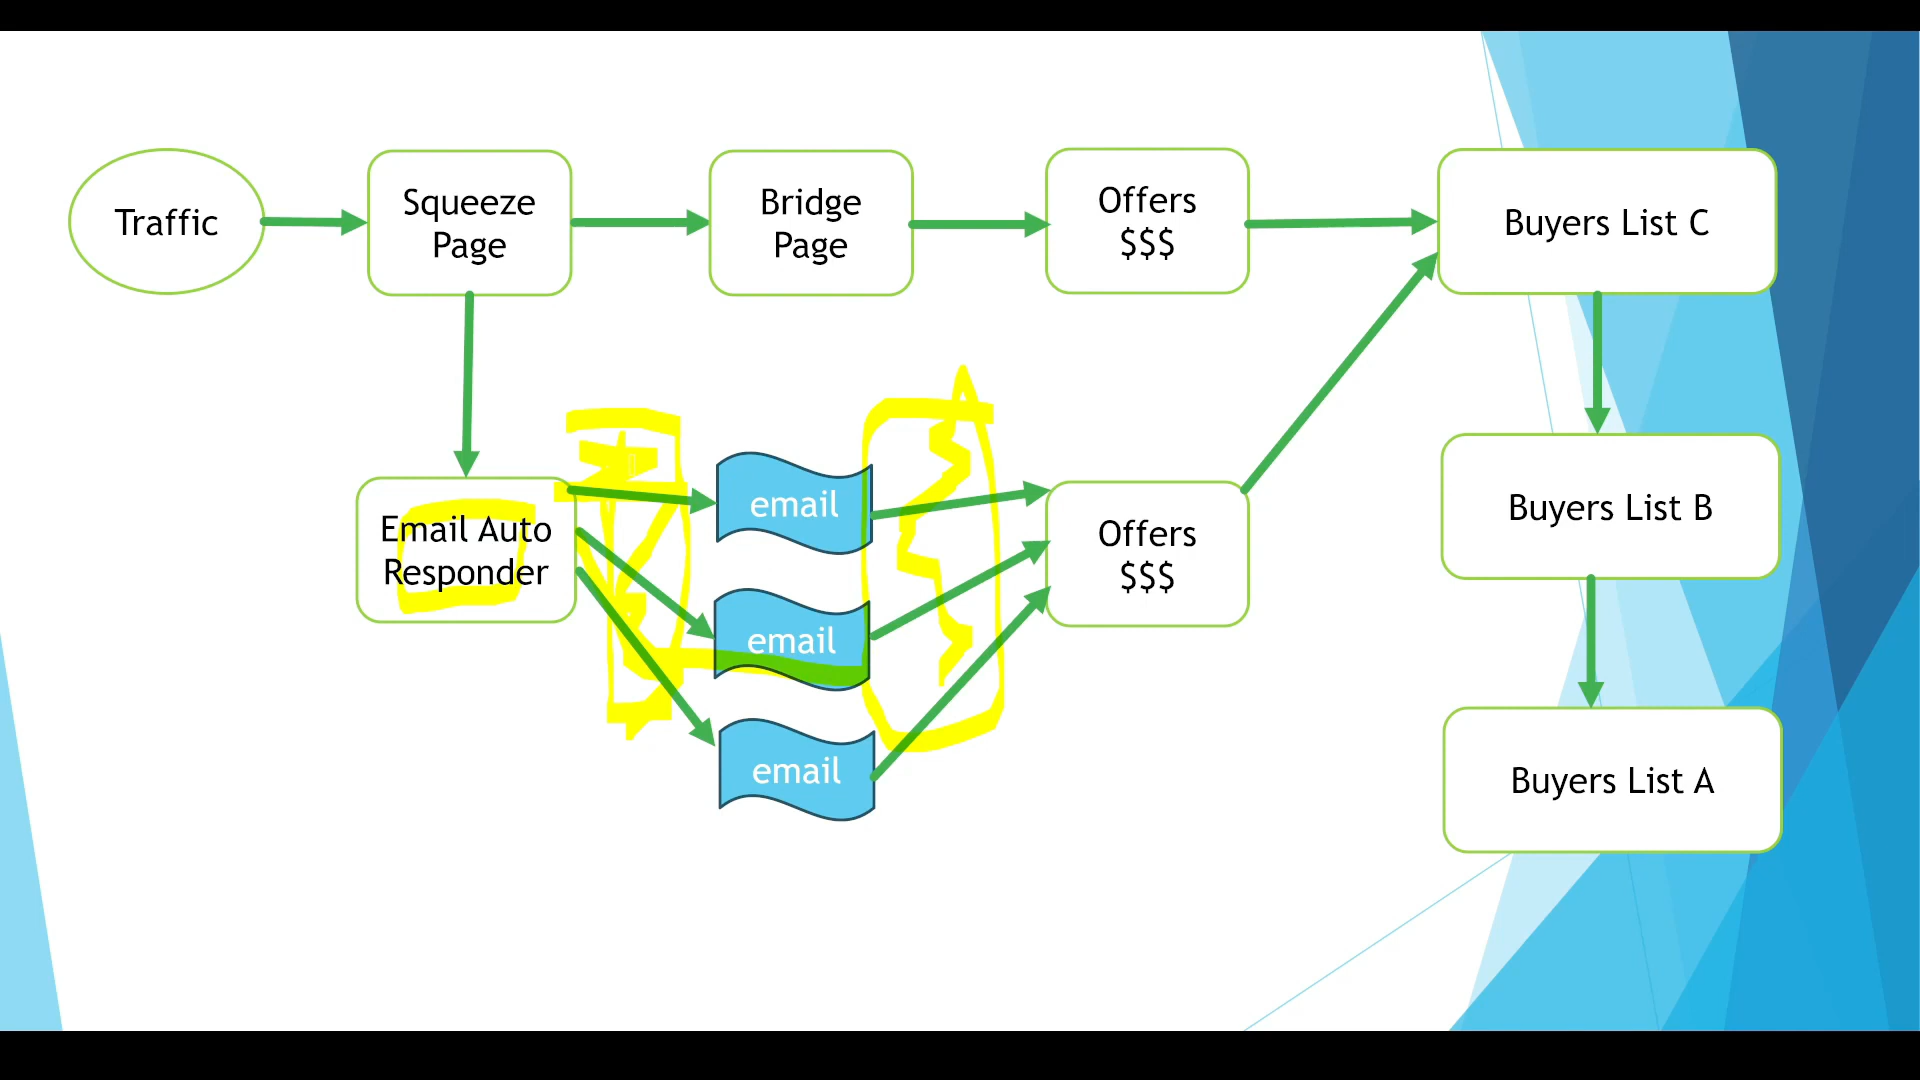 Traffic
Squeeze
Page
Bridge
Page
Offers
$$$
Buyers List C
Email Auto
Responder
email
email
email
Offers
$$$
Buyers List B
Buyers List A